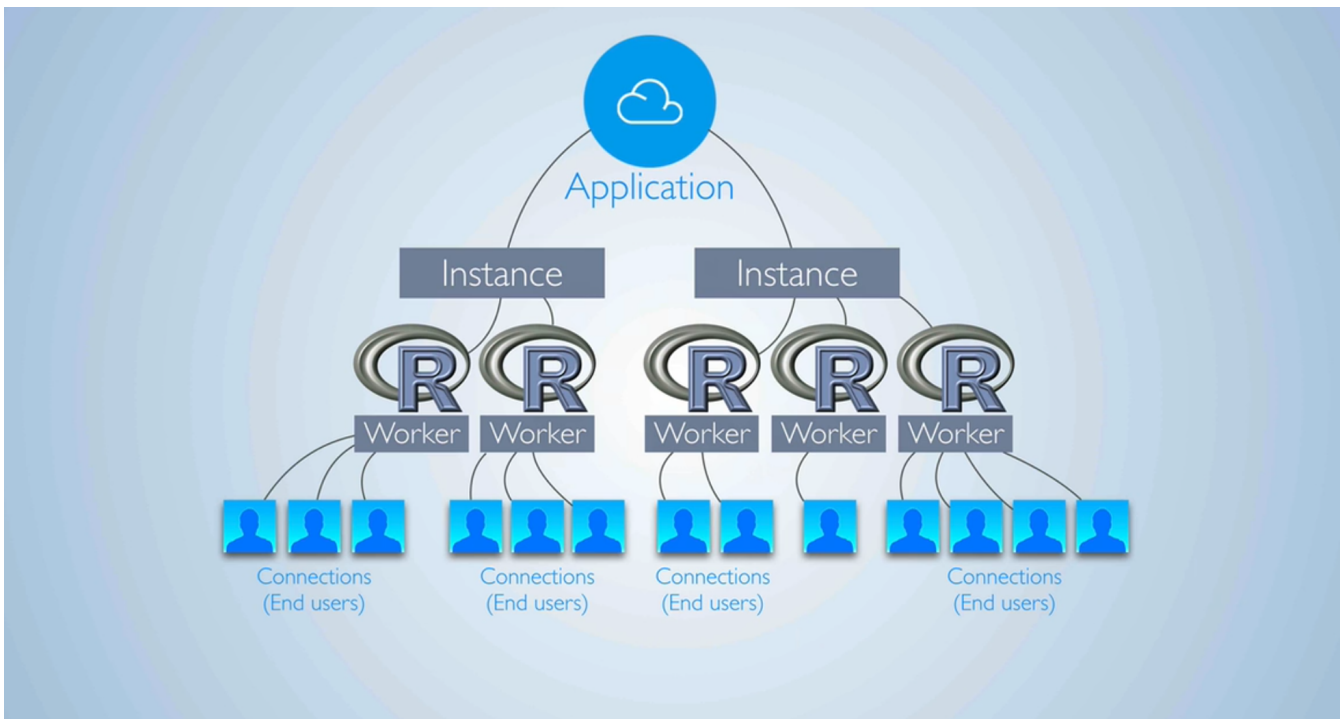 Application
Instance Instance
R R R R R
Worker Worker Worker Worker Worker
Connections Connections Connections Connections
(End users) (End users) (End users) (End users)